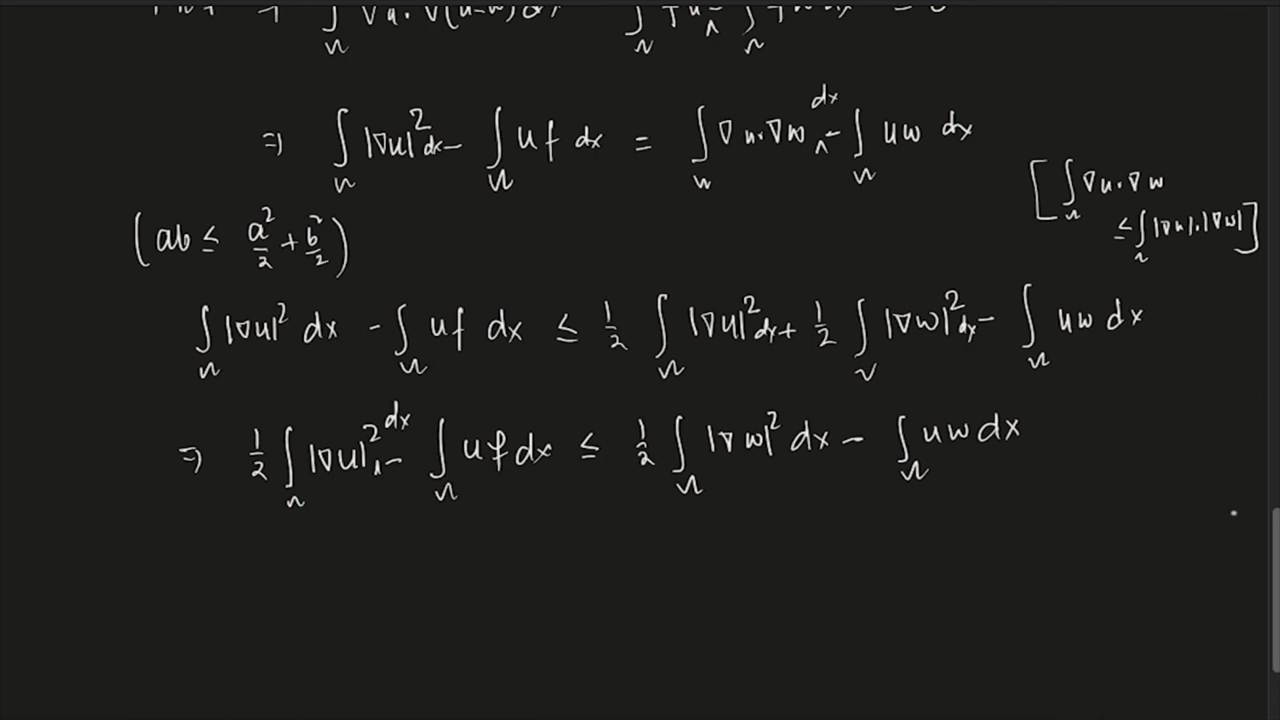 ⇒ ∫_Ω |∇u|² dx − ∫_Ω u f dx = ∫_Ω ∇u·∇w dx − ∫_Ω uw dx
[∫_Ω ∇u·∇w
≤ ∫_Ω |∇u|·|∇w|]
(ab ≤ a²/2 + b²/2)
∫_Ω |∇u|² dx − ∫_Ω uf dx ≤ 1/2 ∫_Ω |∇u|² dx + 1/2 ∫_Ω |∇w|² dx − ∫_Ω uw dx
⇒ 1/2 ∫_Ω |∇u|² dx − ∫_Ω uf dx ≤ 1/2 ∫_Ω |∇w|² dx − ∫_Ω uw dx